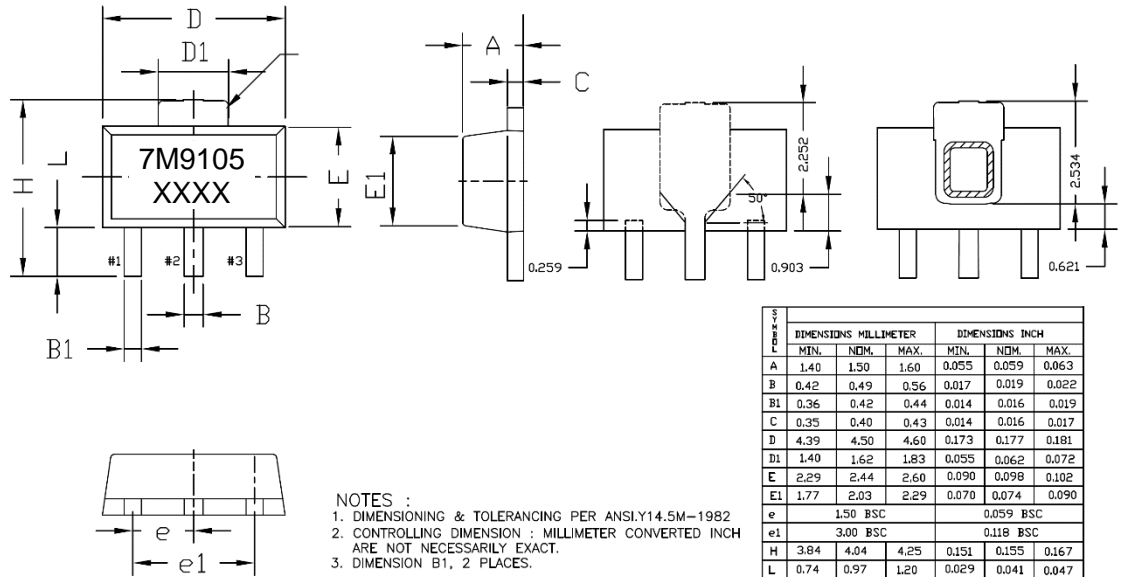 D
D1
A
C
H
L
7M9105
XXXX
E
E1
#1
#2
#3
B
B1
2.252
50°
0.259
0.903
2.534
0.621
e
e1
NOTES :
1. DIMENSIONING & TOLERANCING PER ANSI.Y14.5M-1982
2. CONTROLLING DIMENSION : MILLIMETER CONVERTED INCH
ARE NOT NECESSARILY EXACT.
3. DIMENSION B1, 2 PLACES.
SYMBOL DIMENSIONS MILLIMETER DIMENSIONS INCH
MIN. NOM. MAX. MIN. NOM. MAX.
A 1.40 1.50 1.60 0.055 0.059 0.063
B 0.42 0.49 0.56 0.017 0.019 0.022
B1 0.36 0.42 0.44 0.014 0.016 0.019
C 0.35 0.40 0.43 0.014 0.016 0.017
D 4.39 4.50 4.60 0.173 0.177 0.181
D1 1.40 1.62 1.83 0.055 0.062 0.072
E 2.29 2.44 2.60 0.090 0.098 0.102
E1 1.77 2.03 2.29 0.070 0.074 0.090
e 1.50 BSC 0.059 BSC
e1 3.00 BSC 0.118 BSC
H 3.84 4.04 4.25 0.151 0.155 0.167
L 0.74 0.97 1.20 0.029 0.041 0.047